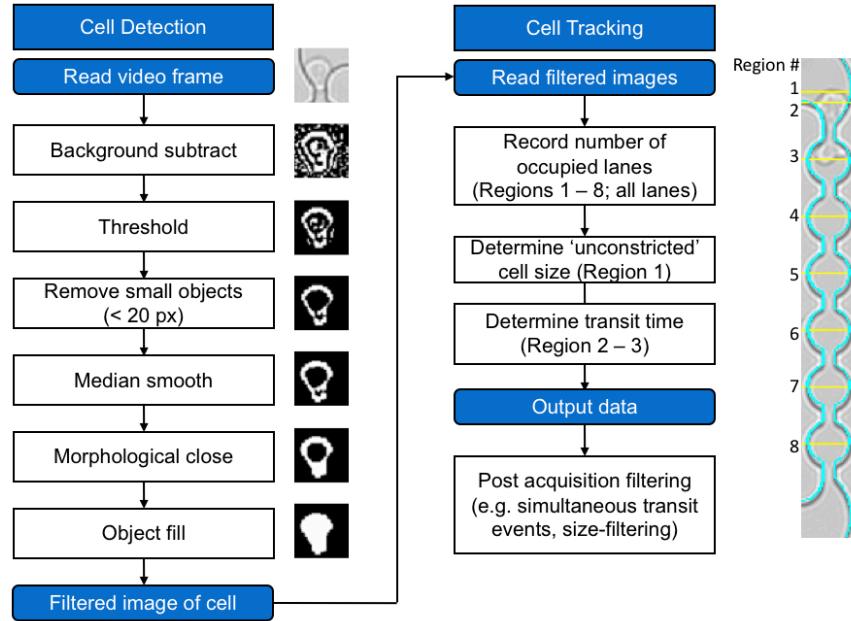 Cell Detection
Read video frame
Background subtract
Threshold
Remove small objects
(< 20 px)
Median smooth
Morphological close
Object fill
Filtered image of cell
Cell Tracking
Read filtered images
Record number of
occupied lanes
(Regions 1 – 8; all lanes)
Determine ‘unconstricted’
cell size (Region 1)
Determine transit time
(Region 2 – 3)
Output data
Post acquisition filtering
(e.g. simultaneous transit
events, size-filtering)
Region #
1
2
3
4
5
6
7
8